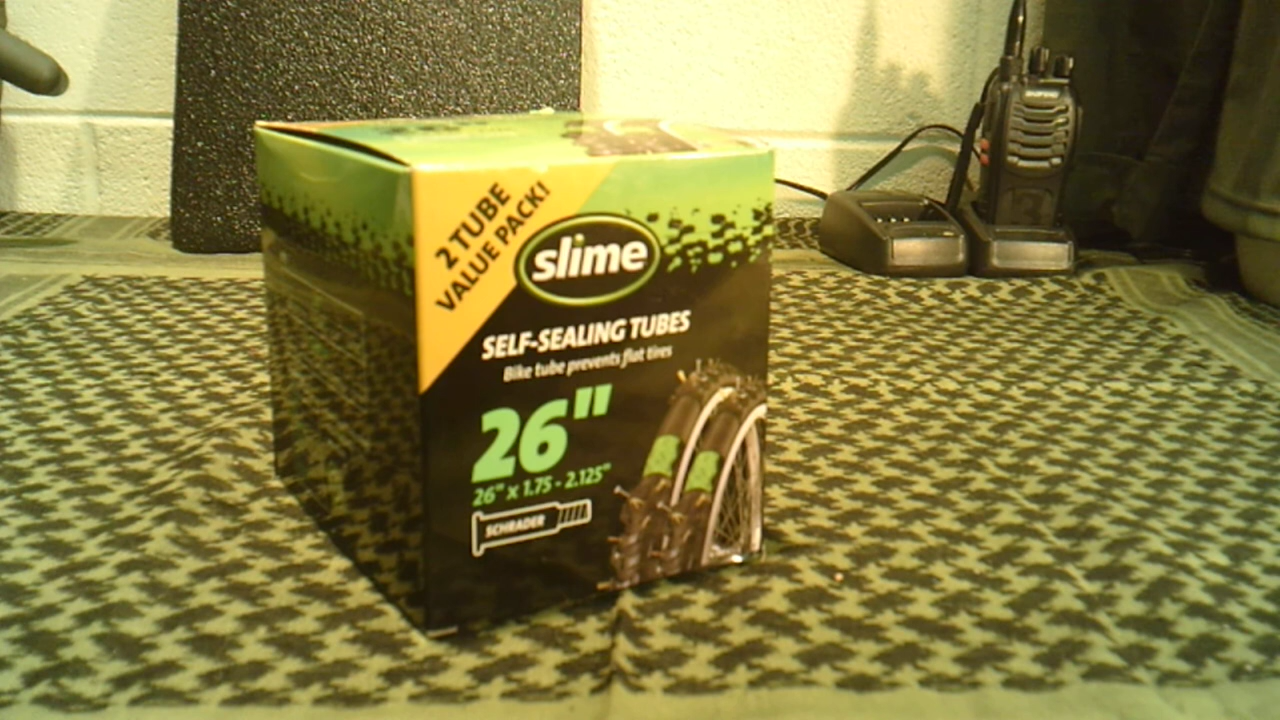 2 TUBE
VALUE PACK!
slime
SELF-SEALING TUBES
Bike tube prevents flat tires
26"
26" x 1.75 - 2.125"
SCHRADER